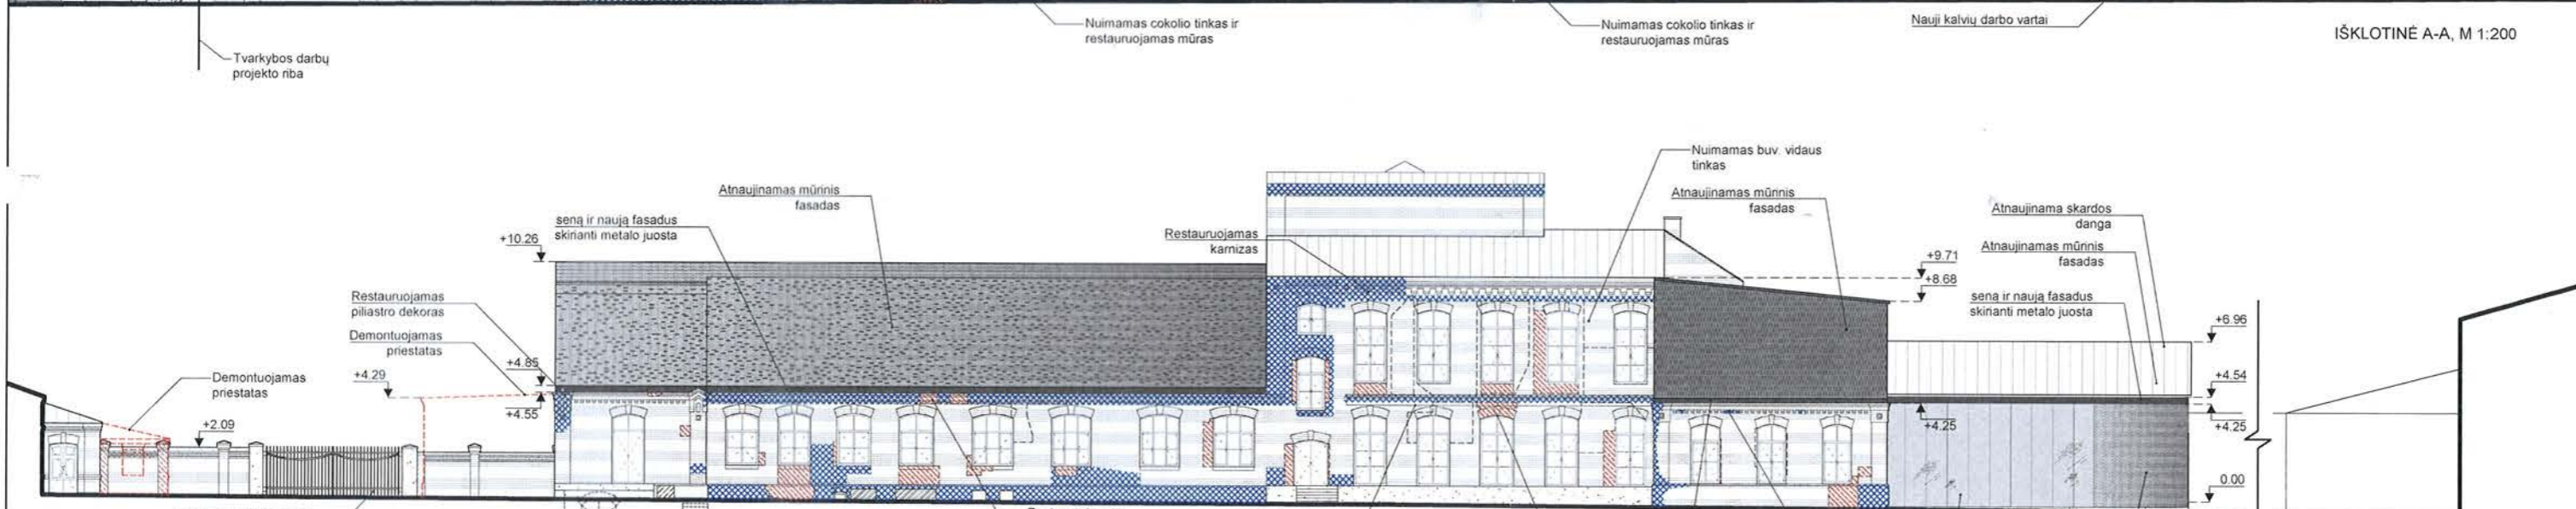 Nuimamas cokolio tinkas ir
restauruojamas mūras
Nuimamas cokolio tinkas ir
restauruojamas mūras
Nauji kalvių darbo vartai
IŠKLOTINĖ A-A, M 1:200
Tvarkybos darbų
projekto riba
Nuimamas buv. vidaus
tinkas
Atnaujinamas mūrinis
fasadas
Atnaujinamas mūrinis
fasadas
seną ir naują fasadus
skirianti metalo juosta
Atnaujinama skardos
danga
Restauruojamas
karnizas
+10.26
Atnaujinamas mūrinis
fasadas
+9.71
+8.68
Restauruojamas
piliastro dekoras
seną ir naują fasadus
skirianti metalo juosta
+6.96
Demontuojamas
priestatas
+4.85
+4.29
Demontuojamas
priestatas
+4.54
+4.55
+2.09
+4.25
+4.25
0.00